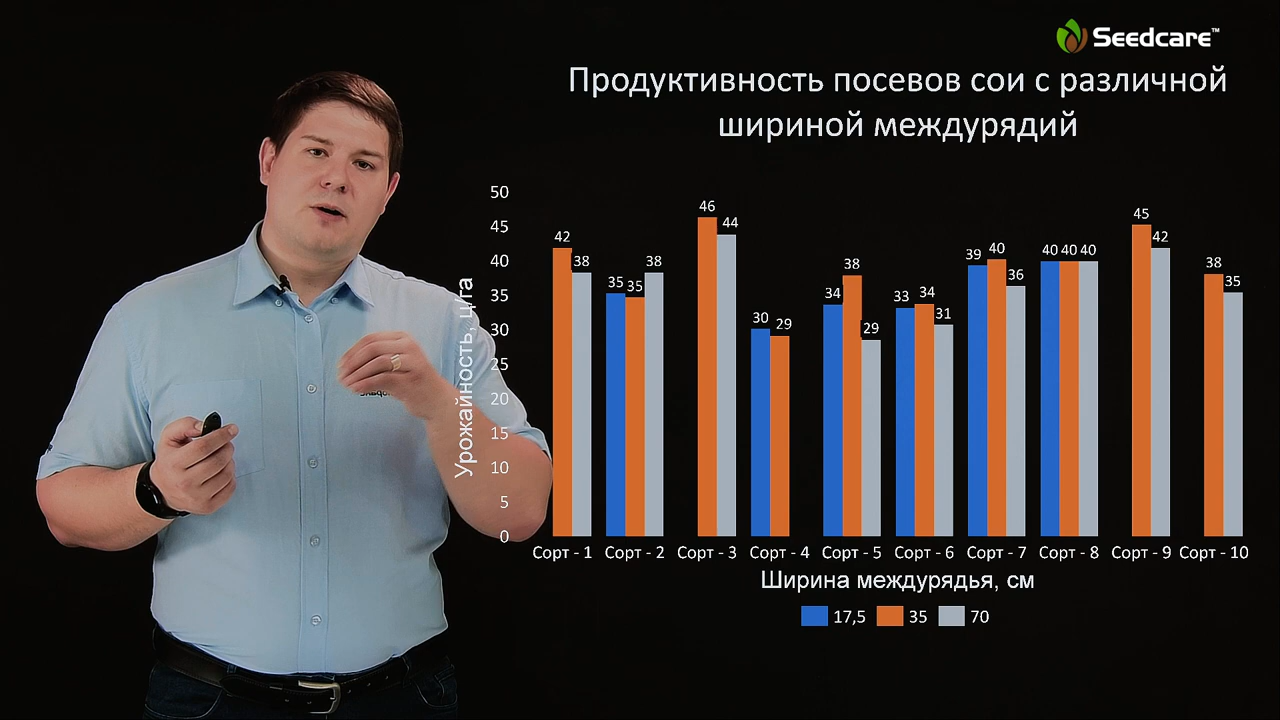 Seedcare™
Продуктивность посевов сои с различной
шириной междурядий
Урожайность, ц/га
50
45
40
35
30
25
20
15
10
5
0
42 38
35 35 38
46 44
30 29
34 38 29
33 34 31
39 40 36
40 40 40
45 42
38 35
Сорт - 1 Сорт - 2 Сорт - 3 Сорт - 4 Сорт - 5 Сорт - 6 Сорт - 7 Сорт - 8 Сорт - 9 Сорт - 10
Ширина междурядья, см
17,5 35 70